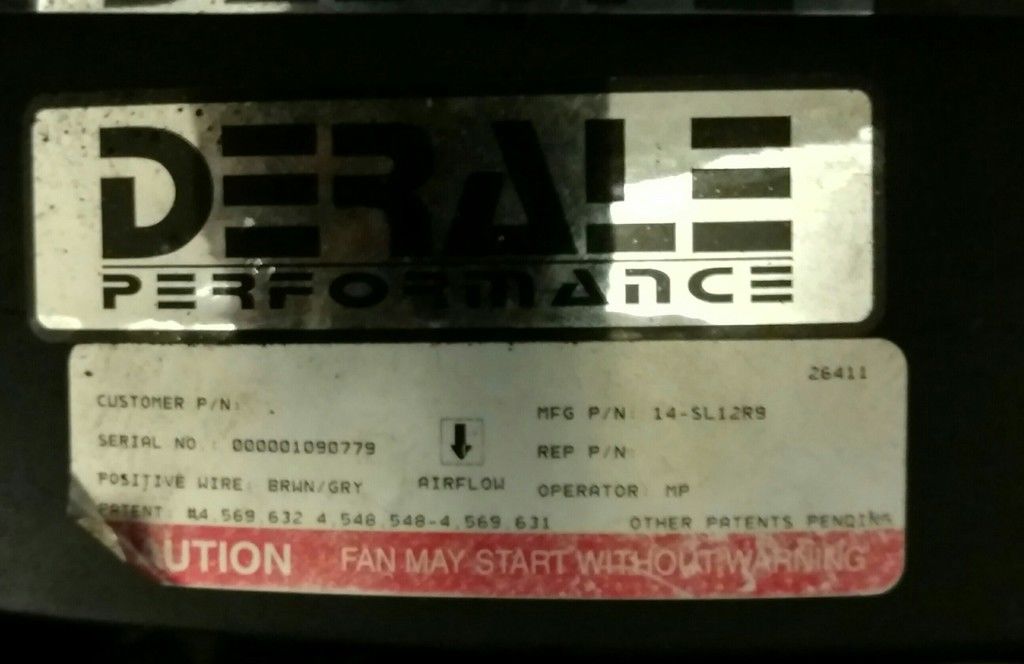 DERALE
PERFORMANCE
26411
CUSTOMER P/N:
MFG P/N: 14-SL12R9
SERIAL NO.: 000001090779
REP P/N:
POSITIVE WIRE: BRWN/GRY
AIRFLOW
OPERATOR: MP
PATENT: #4,569,632 4,548,548-4,569,631 OTHER PATENTS PENDING
UTION FAN MAY START WITHOUT WARNING